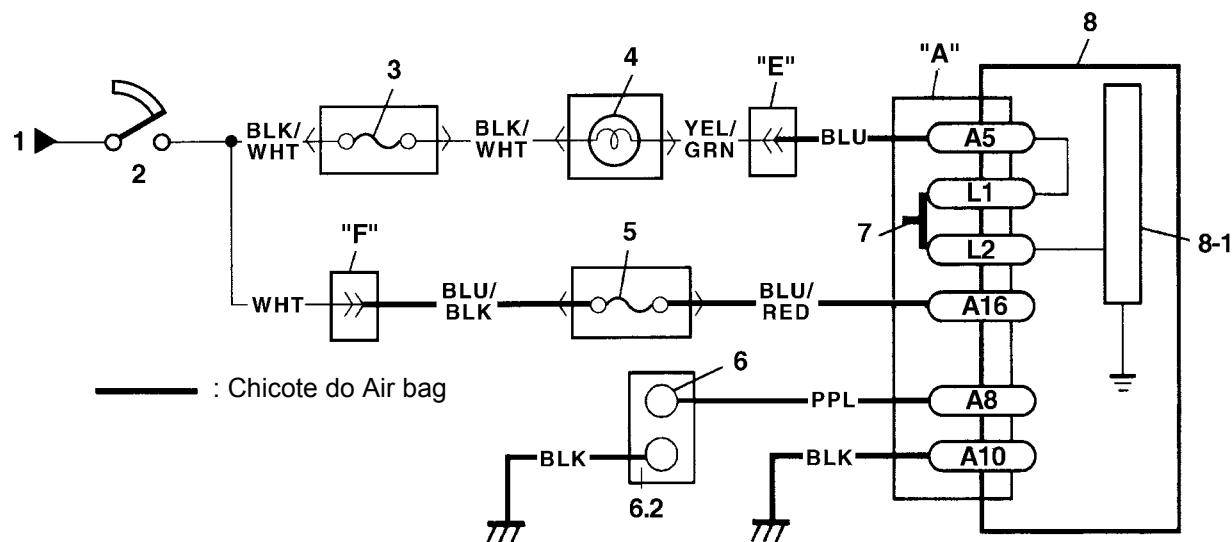 8
"A"
3
4
"E"
1
2
BLK/
WHT
BLK/
WHT
YEL/
GRN
BLU
A5
L1
7
L2
8-1
"F"
5
WHT
BLU/
BLK
BLU/
RED
A16
: Chicote do Air bag
6
PPL
A8
BLK
6.2
BLK
A10